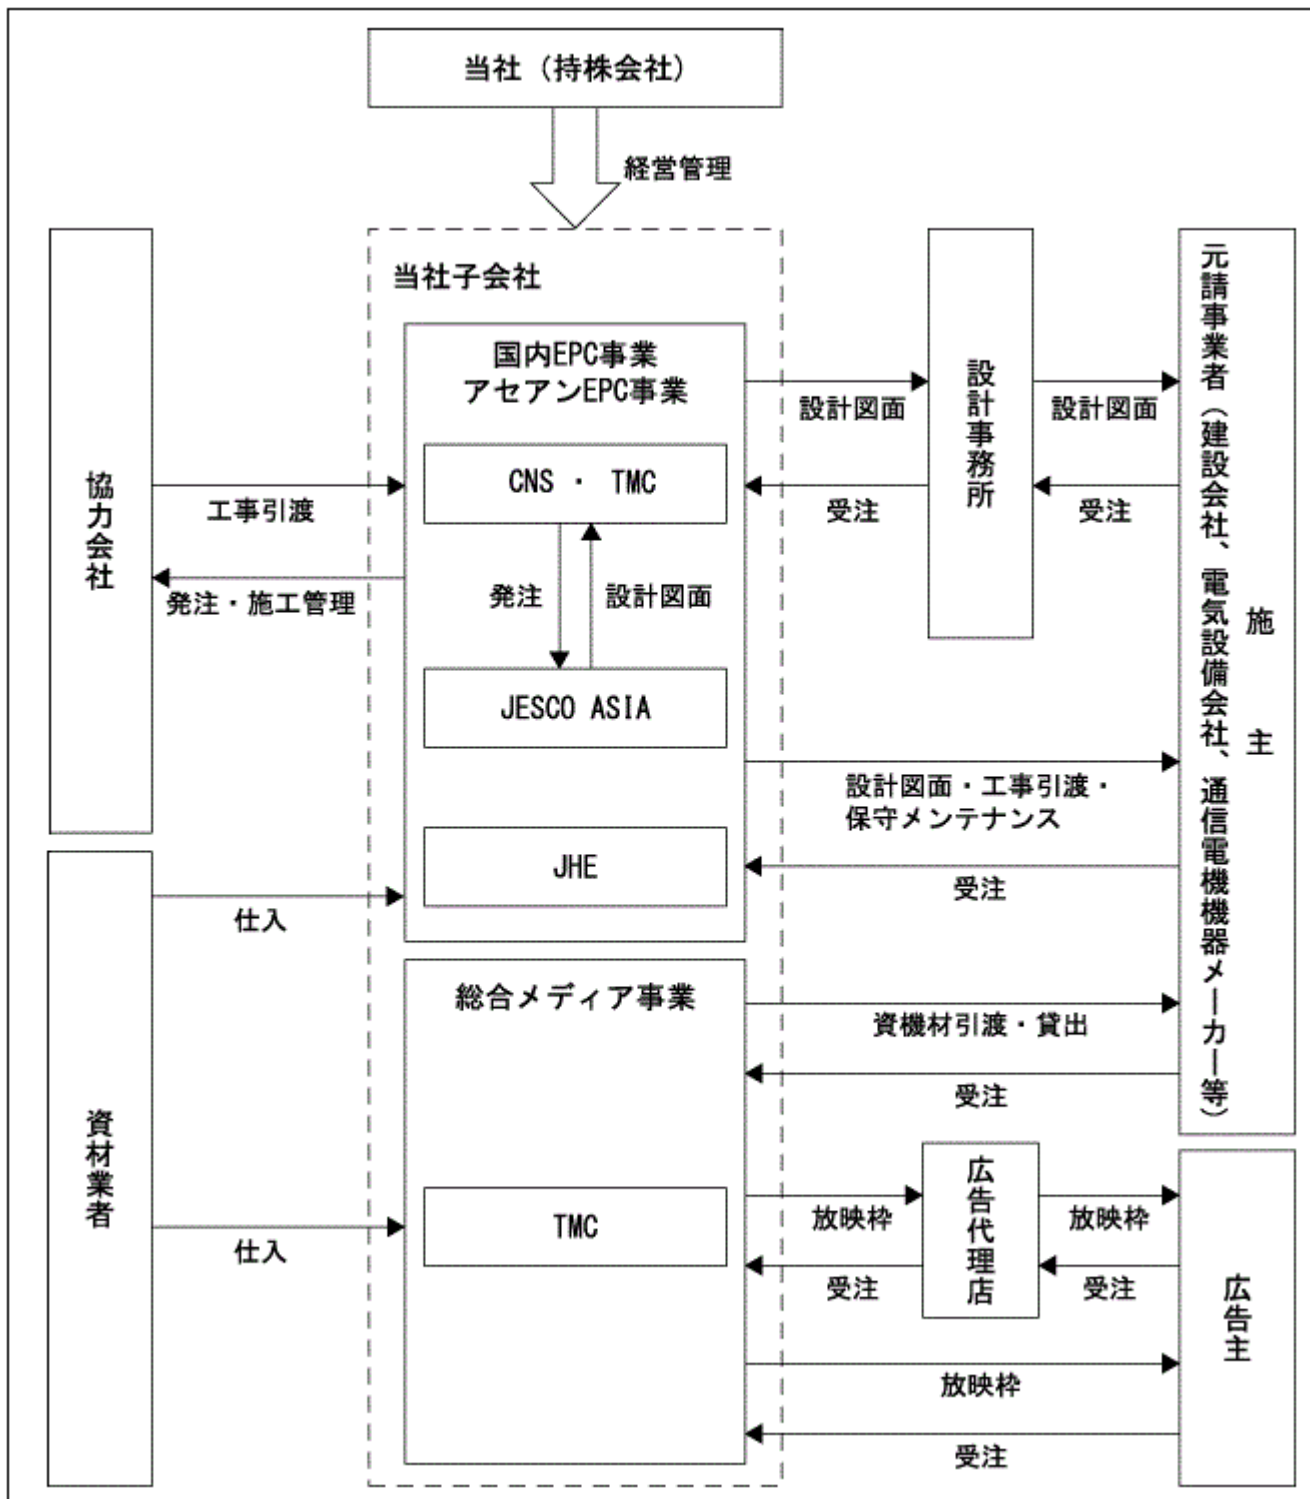 当社（持株会社）
経営管理
当社子会社
国内EPC事業
アセアンEPC事業
CNS ・ TMC
発注
設計図面
JESCO ASIA
JHE
協力会社
工事引渡
発注・施工管理
設計図面
受注
設計事務所
設計図面
受注
施主
元請事業者（建設会社、電気設備会社、通信電機機器メーカー等）
設計図面・工事引渡・
保守メンテナンス
受注
資材業者
仕入
総合メディア事業
資機材引渡・貸出
受注
TMC
仕入
放映枠
受注
広告代理店
放映枠
受注
広告主
放映枠
受注